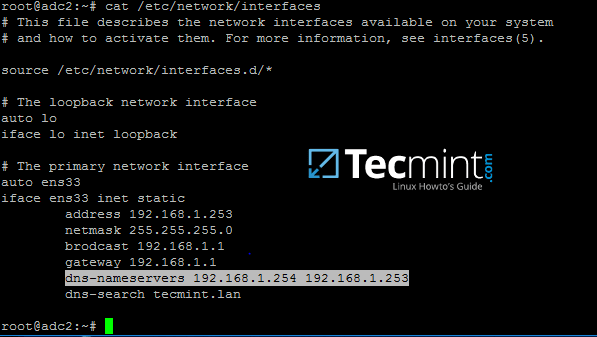 root@adc2:~# cat /etc/network/interfaces
# This file describes the network interfaces available on your system
# and how to activate them. For more information, see interfaces(5).
source /etc/network/interfaces.d/*
# The loopback network interface
auto lo
iface lo inet loopback
# The primary network interface
auto ens33
iface ens33 inet static
address 192.168.1.253
netmask 255.255.255.0
brodcast 192.168.1.1
gateway 192.168.1.1
dns-nameservers 192.168.1.254 192.168.1.253
dns-search tecmint.lan
root@adc2:~#
Tecmint.com
Linux Howto's Guide